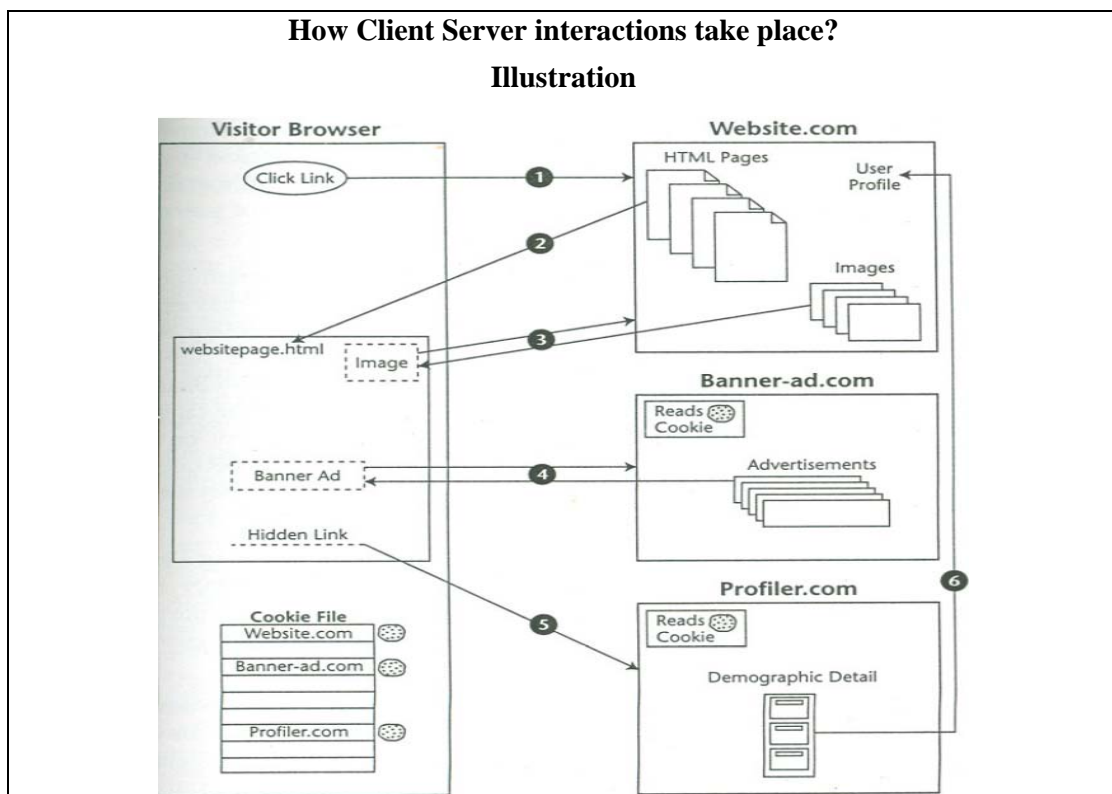 How Client Server interactions take place?
Illustration
Visitor Browser
Click Link
websitepage.html
Image
Banner Ad
Hidden Link
Cookie File
Website.com
Banner-ad.com
Profiler.com
1
2
3
4
5
6
Website.com
HTML Pages
User
Profile
Images
Banner-ad.com
Reads
Cookie
Advertisements
Profiler.com
Reads
Cookie
Demographic Detail